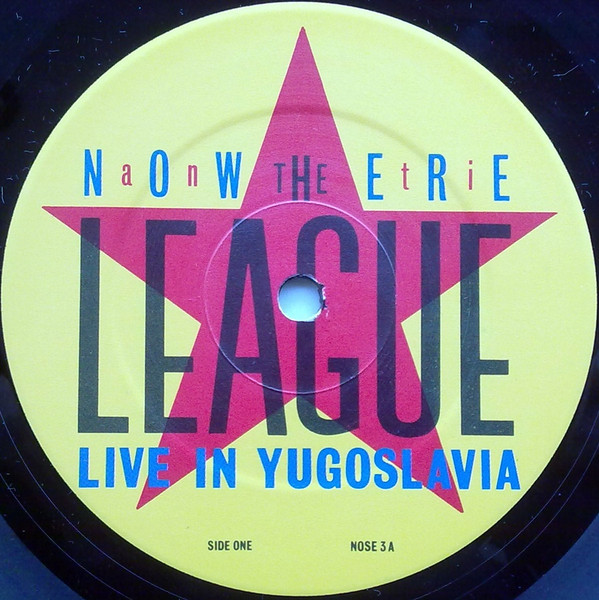 NaOnW THE EtRiE
LEAGUE
LIVE IN YUGOSLAVIA
SIDE ONE NOSE 3 A